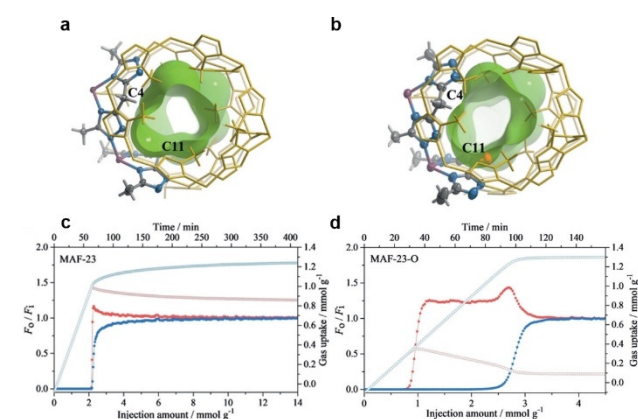 a
b
C4
C11
C4
C11
c
d
Time / min
0 50 100 150 200 250 300 350 400
MAF-23
Fo / Fi
2.0
1.5
1.0
0.5
0.0
1.4
1.2
1.0
0.8
0.6
0.4
0.2
0.0
Gas uptake / mmol g-1
0 2 4 6 8 10 12 14
Injection amount / mmol g-1
Time / min
0 20 40 60 80 100 120 140
MAF-23-O
Fo / Fi
2.0
1.5
1.0
0.5
0.0
1.4
1.2
1.0
0.8
0.6
0.4
0.2
0.0
Gas uptake / mmol g-1
0 1 2 3 4
Injection amount / mmol g-1